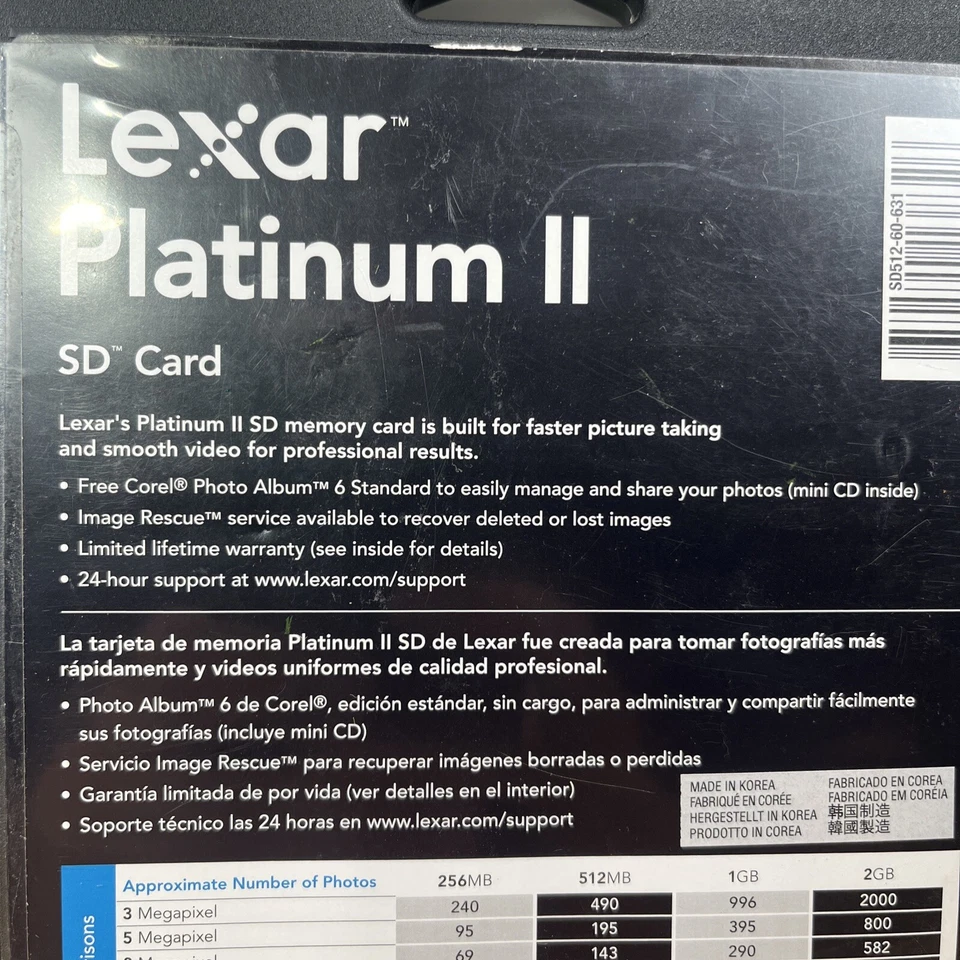 Lexar™
Platinum II
SD™ Card
SD512-60-631
Lexar's Platinum II SD memory card is built for faster picture taking
and smooth video for professional results.
• Free Corel® Photo Album™ 6 Standard to easily manage and share your photos (mini CD inside)
• Image Rescue™ service available to recover deleted or lost images
• Limited lifetime warranty (see inside for details)
• 24-hour support at www.lexar.com/support
La tarjeta de memoria Platinum II SD de Lexar fue creada para tomar fotografías más
rápidamente y videos uniformes de calidad profesional.
• Photo Album™ 6 de Corel®, edición estándar, sin cargo, para administrar y compartir fácilmente
sus fotografías (incluye mini CD)
• Servicio Image Rescue™ para recuperar imágenes borradas o perdidas
• Garantía limitada de por vida (ver detalles en el interior)
• Soporte técnico las 24 horas en www.lexar.com/support
MADE IN KOREA
FABRIQUÉ EN CORÉE
HERGESTELLT IN KOREA
PRODOTTO IN COREA
FABRICADO EN COREA
FABRICADO EM CORÉIA
韩国制造
韓國製造
Approximate Number of Photos 256MB 512MB 1GB 2GB
3 Megapixel 240 490 996 2000
5 Megapixel 95 195 395 800
Megapixel 69 143 290 582